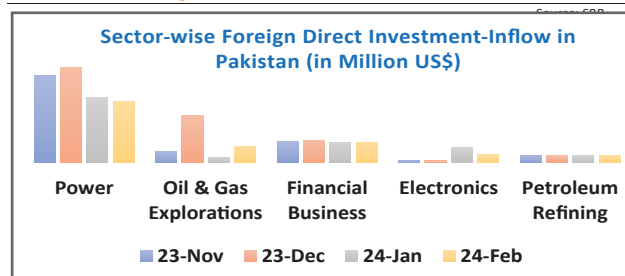 Sector-wise Foreign Direct Investment-Inflow in
Pakistan (in Million US$)
Power
Oil & Gas
Explorations
Financial
Business
Electronics
Petroleum
Refining
23-Nov 23-Dec 24-Jan 24-Feb